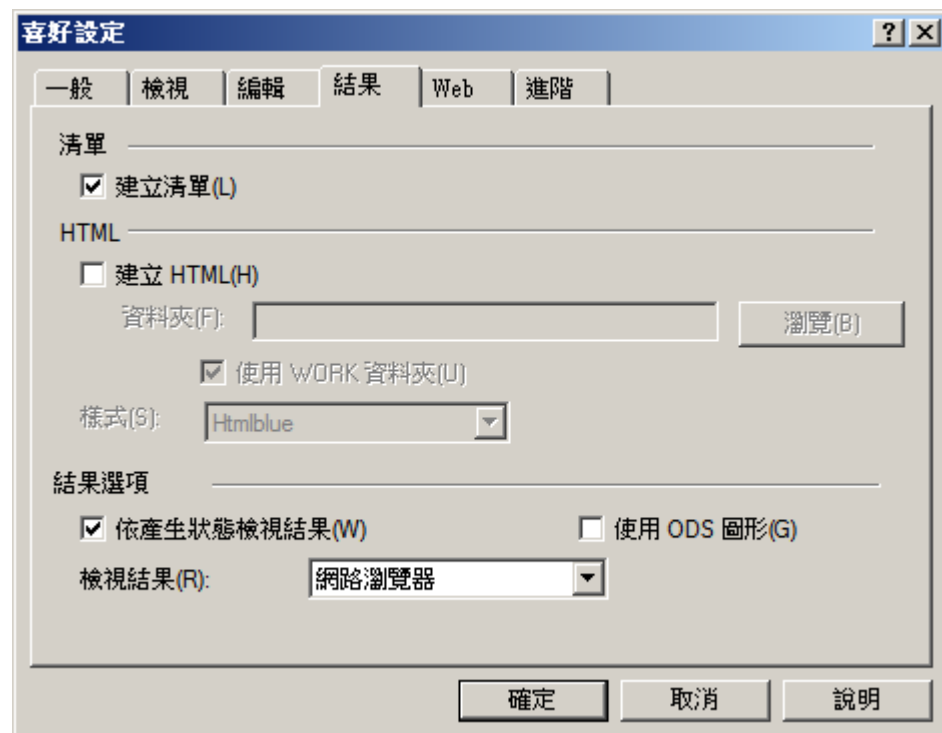 喜好設定
一般 檢視 編輯 結果 Web 進階
清單
建立清單(L)
HTML
建立 HTML(H)
資料夾(F): 瀏覽(B)
使用 WORK 資料夾(U)
樣式(S): Htmlblue
結果選項
依產生狀態檢視結果(W) 使用 ODS 圖形(G)
檢視結果(R): 網路瀏覽器
確定 取消 說明